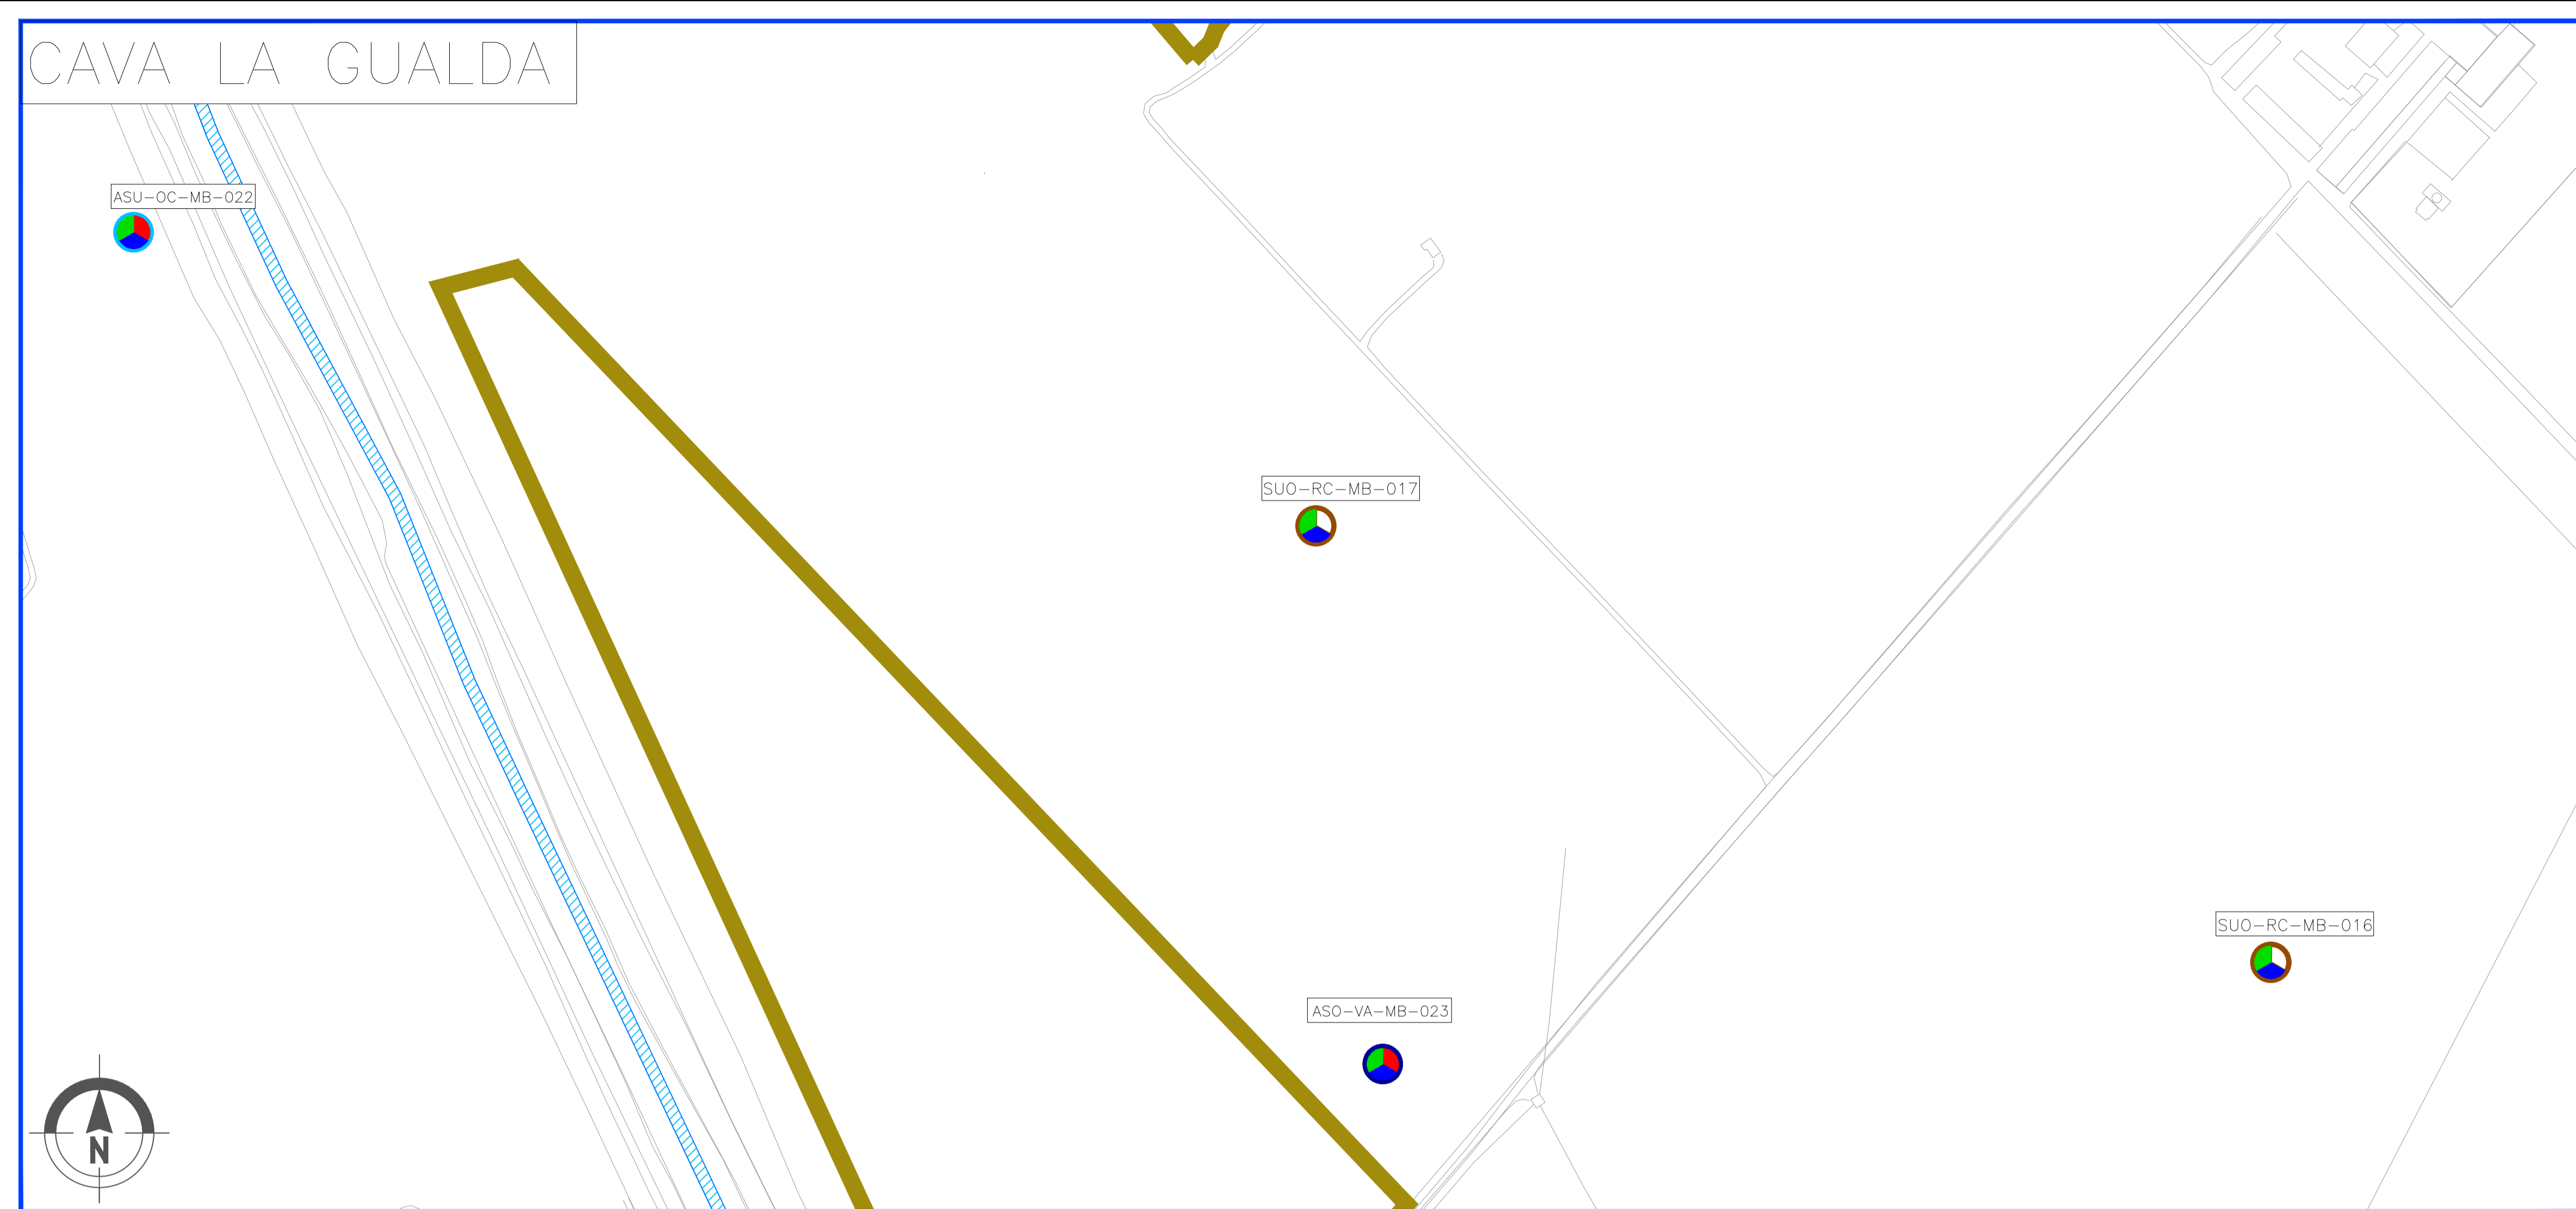 CAVA LA GUALDA
ASU-OC-MB-022
SUO-RC-MB-017
SUO-RC-MB-016
ASO-VA-MB-023
N